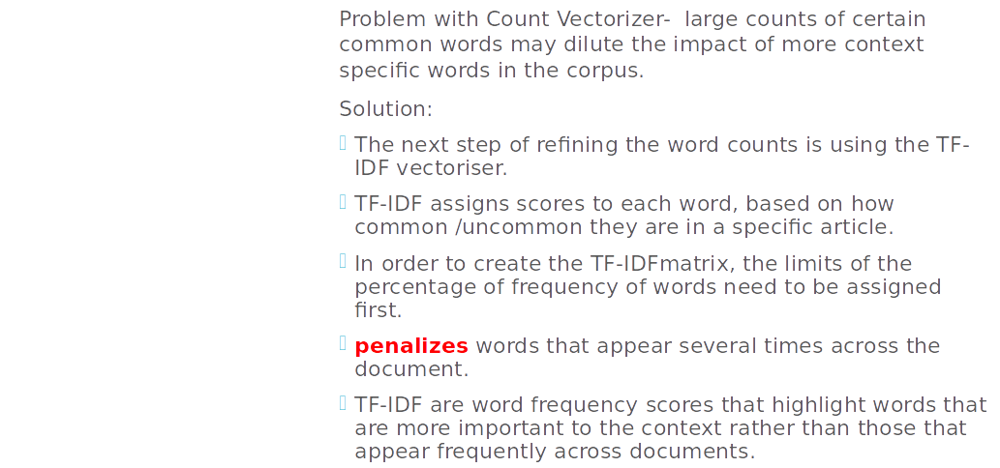 Problem with Count Vectorizer-  large counts of certain
common words may dilute the impact of more context
specific words in the corpus.
Solution:
The next step of refining the word counts is using the TF-
IDF vectoriser.
TF-IDF assigns scores to each word, based on how
common /uncommon they are in a specific article.
In order to create the TF-IDFmatrix, the limits of the
percentage of frequency of words need to be assigned
first.
penalizes words that appear several times across the
document.
TF-IDF are word frequency scores that highlight words that
are more important to the context rather than those that
appear frequently across documents.